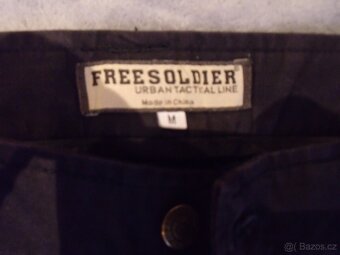 FREESOLDIER
URBAN TACTICAL LINE
Made in China
M
© Bazos.cz